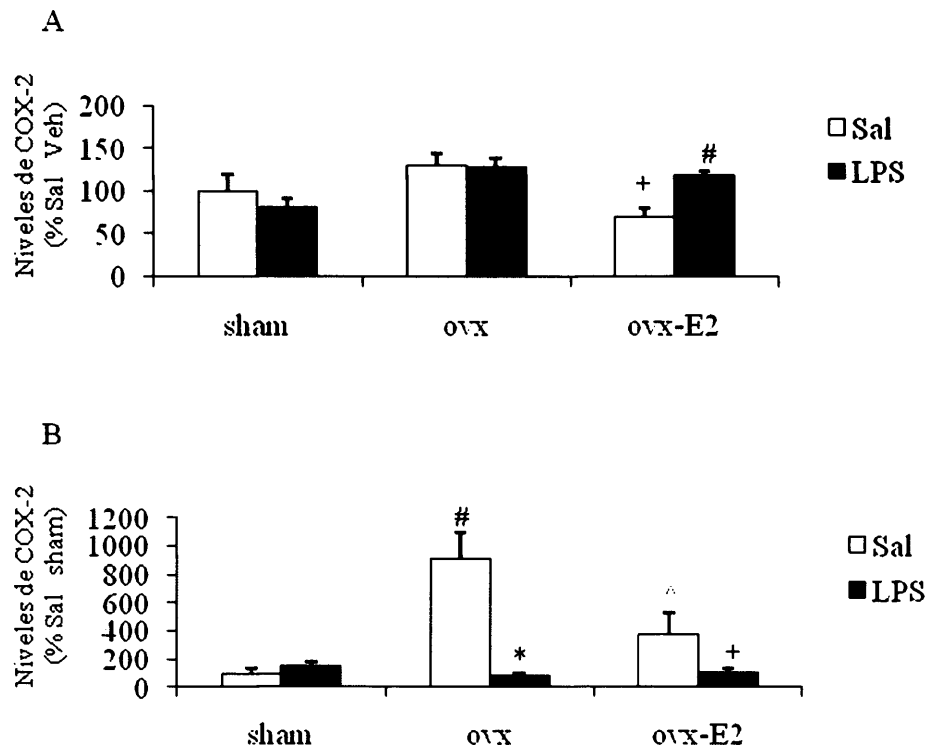 A
Niveles de COX-2
(% Sal Veh)
200
150
100
50
0
+
#
Sal
LPS
sham
ovx
ovx-E2
B
Niveles de COX-2
(% Sal sham)
1200
1000
800
600
400
200
0
#
*
^
+
Sal
LPS
sham
ovx
ovx-E2